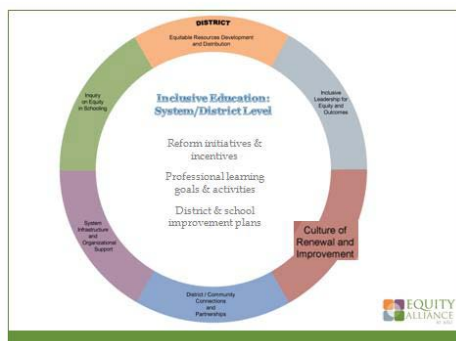 DISTRICT
Equitable Resources Development
and Distribution
Inquiry
on Equity
in Schooling
Inclusive Education:
System/District Level
Inclusive
Leadership for
Equity and
Outcomes
Reform initiatives &
incentives
Professional learning
goals & activities
District & school
improvement plans
System
Infrastructure
and
Organizational
Support
Culture of
Renewal and
Improvement
District / Community
Connections
and
Partnerships
EQUITY
ALLIANCE
at ASU